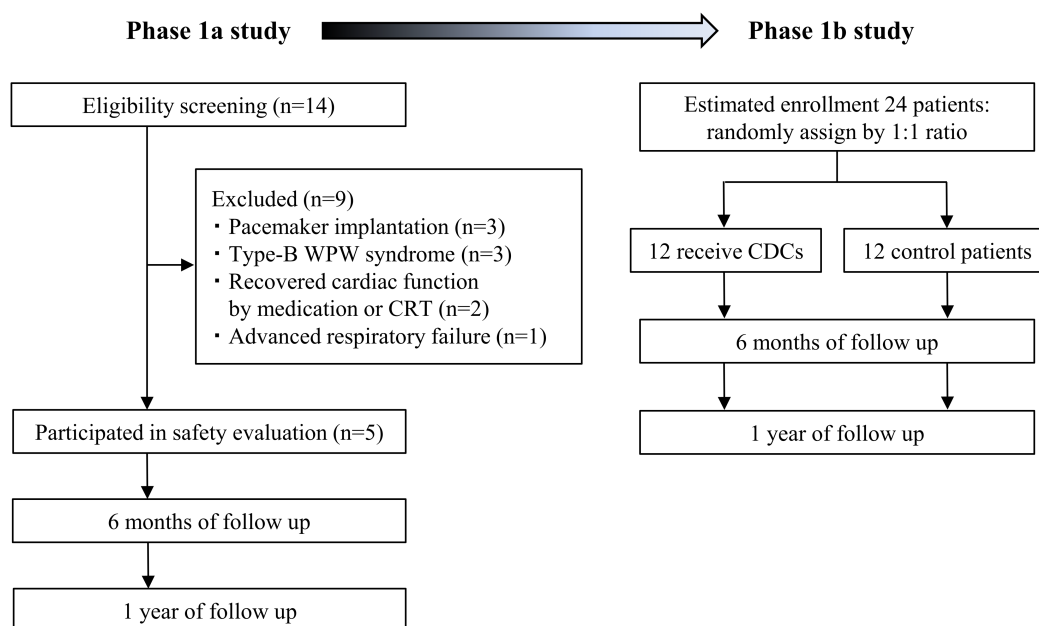 Phase 1a study
Phase 1b study
Eligibility screening (n=14)
Excluded (n=9)
・Pacemaker implantation (n=3)
・Type-B WPW syndrome (n=3)
・Recovered cardiac function
by medication or CRT (n=2)
・Advanced respiratory failure (n=1)
Participated in safety evaluation (n=5)
6 months of follow up
1 year of follow up
Estimated enrollment 24 patients:
randomly assign by 1:1 ratio
12 receive CDCs
12 control patients
6 months of follow up
1 year of follow up